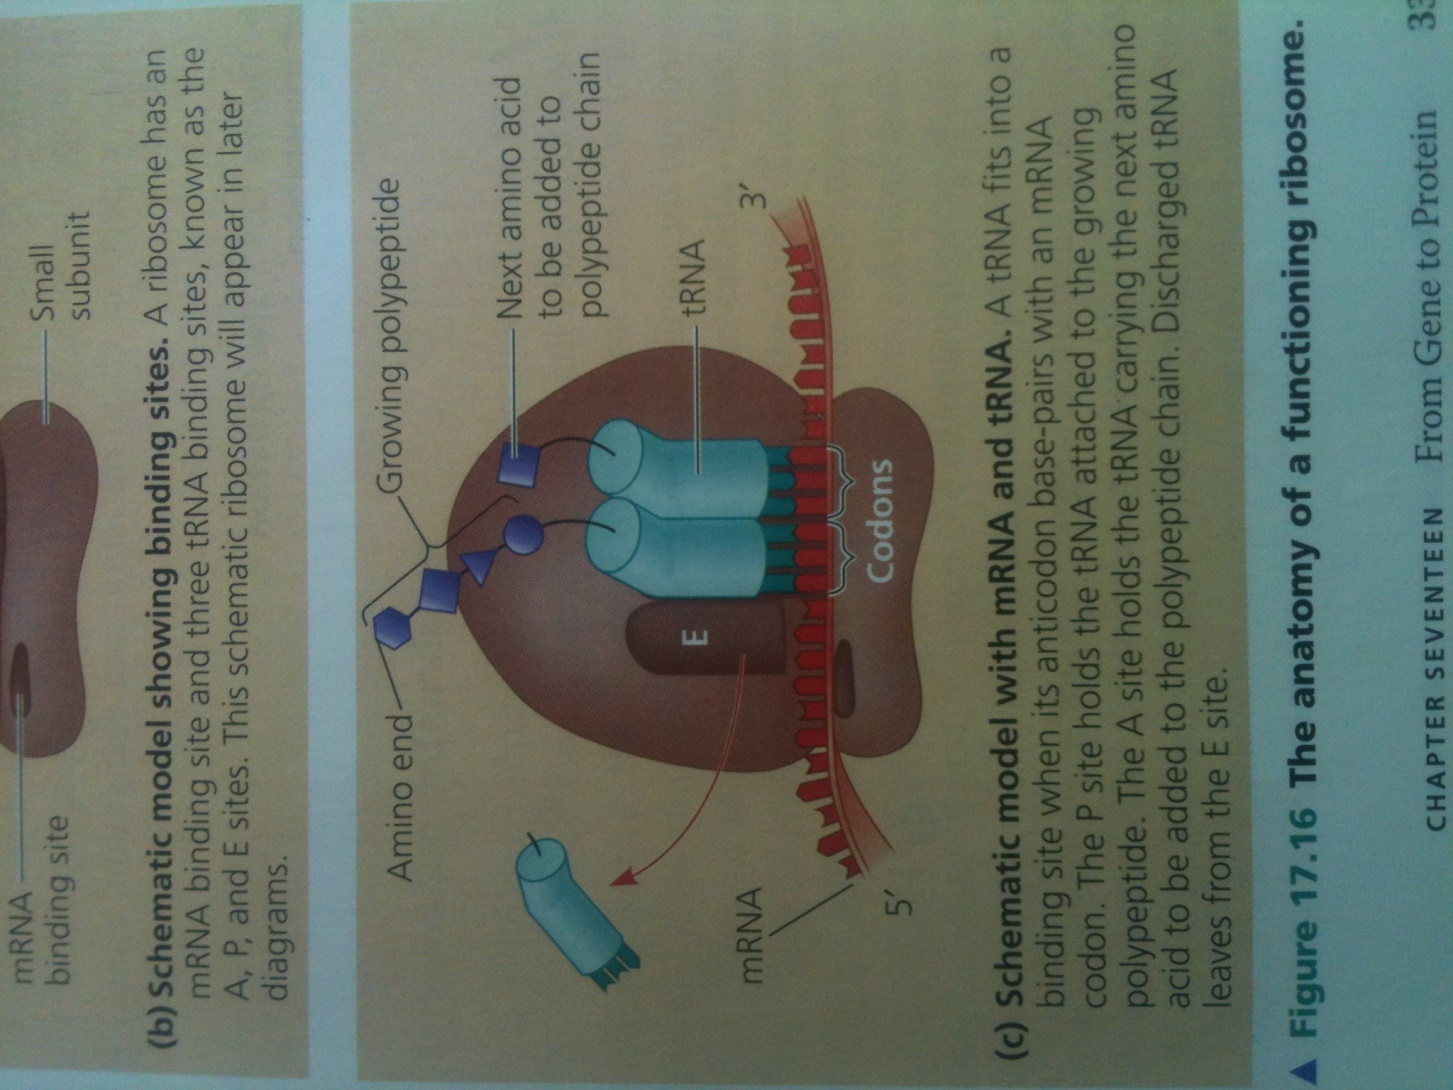 mRNA
binding site
Small
subunit
(b) Schematic model showing binding sites. A ribosome has an
mRNA binding site and three tRNA binding sites, known as the
A, P, and E sites. This schematic ribosome will appear in later
diagrams.
Growing polypeptide
Amino end
Next amino acid
to be added to
polypeptide chain
E
tRNA
mRNA
3′
Codons
5′
(c) Schematic model with mRNA and tRNA. A tRNA fits into a
binding site when its anticodon base-pairs with an mRNA
codon. The P site holds the tRNA attached to the growing
polypeptide. The A site holds the tRNA carrying the next amino
acid to be added to the polypeptide chain. Discharged tRNA
leaves from the E site.
▲ Figure 17.16 The anatomy of a functioning ribosome.
CHAPTER SEVENTEEN From Gene to Protein